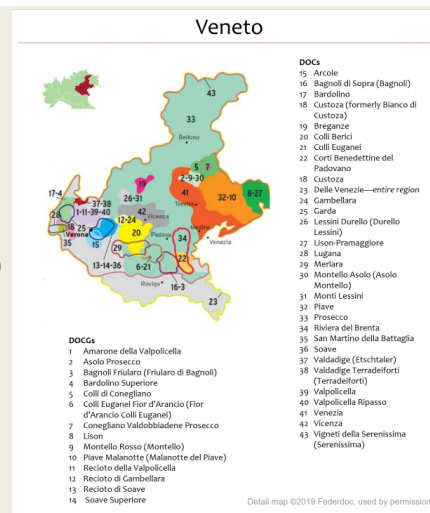 Veneto
43
33
Belluno
5 7
2-9-30
19
41
Treviso
32-10
8-27
17-4
37-38
26-31
28
1-11-39-40
42
Vicenza
12-24
18
25
Verona
20
Padova
Mestre
34
Venezia
35
15
29
13-14-36
6-21
22
Rovigo
16-3
23
DOCGs
1 Amarone della Valpolicella
2 Asolo Prosecco
3 Bagnoli Friularo (Friularo di Bagnoli)
4 Bardolino Superiore
5 Colli di Conegliano
6 Colli Euganei Fior d'Arancio (Fior
d'Arancio Colli Euganei)
7 Conegliano Valdobbiadene Prosecco
8 Lison
9 Montello Rosso (Montello)
10 Piave Malanotte (Malanotte del Piave)
11 Recioto della Valpolicella
12 Recioto di Gambellara
13 Recioto di Soave
14 Soave Superiore
DOCs
15 Arcole
16 Bagnoli di Sopra (Bagnoli)
17 Bardolino
18 Custoza (formerly Bianco di
Custoza)
19 Breganze
20 Colli Berici
21 Colli Euganei
22 Corti Benedettine del
Padovano
18 Custoza
23 Delle Venezie—entire region
24 Gambellara
25 Garda
26 Lessini Durello (Durello
Lessini)
27 Lison-Pramaggiore
28 Lugana
29 Merlara
30 Montello Asolo (Asolo
Montello)
31 Monti Lessini
32 Piave
33 Prosecco
34 Riviera del Brenta
35 San Martino della Battaglia
36 Soave
37 Valdadige (Etschtaler)
38 Valdadige Terradeiforti
(Terradeiforti)
39 Valpolicella
40 Valpolicella Ripasso
41 Venezia
42 Vicenza
43 Vigneti della Serenissima
(Serenissima)
Detail map ©2019 Federdoc, used by permission